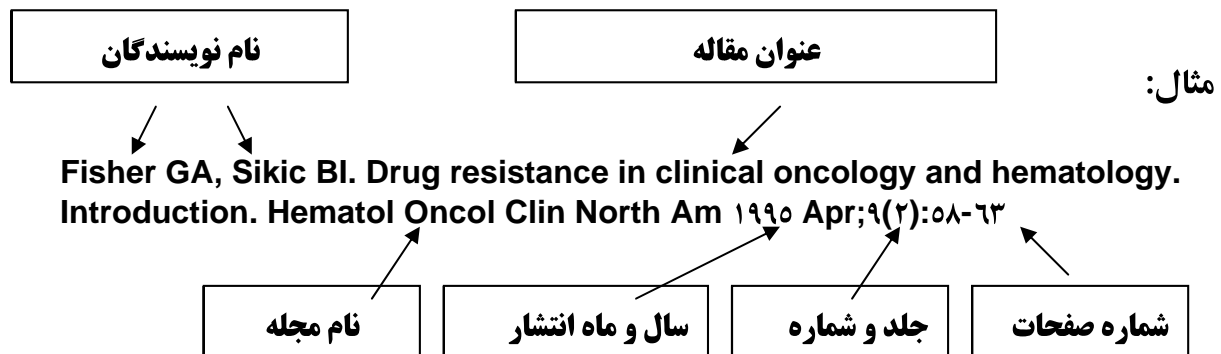 نام نویسندگان
عنوان مقاله
مثال:
Fisher GA, Sikic BI. Drug resistance in clinical oncology and hematology.
Introduction. Hematol Oncol Clin North Am ۱۹۹۵ Apr;۹(۲):۵۸-۶۳
شماره صفحات
جلد و شماره
سال و ماه انتشار
نام مجله